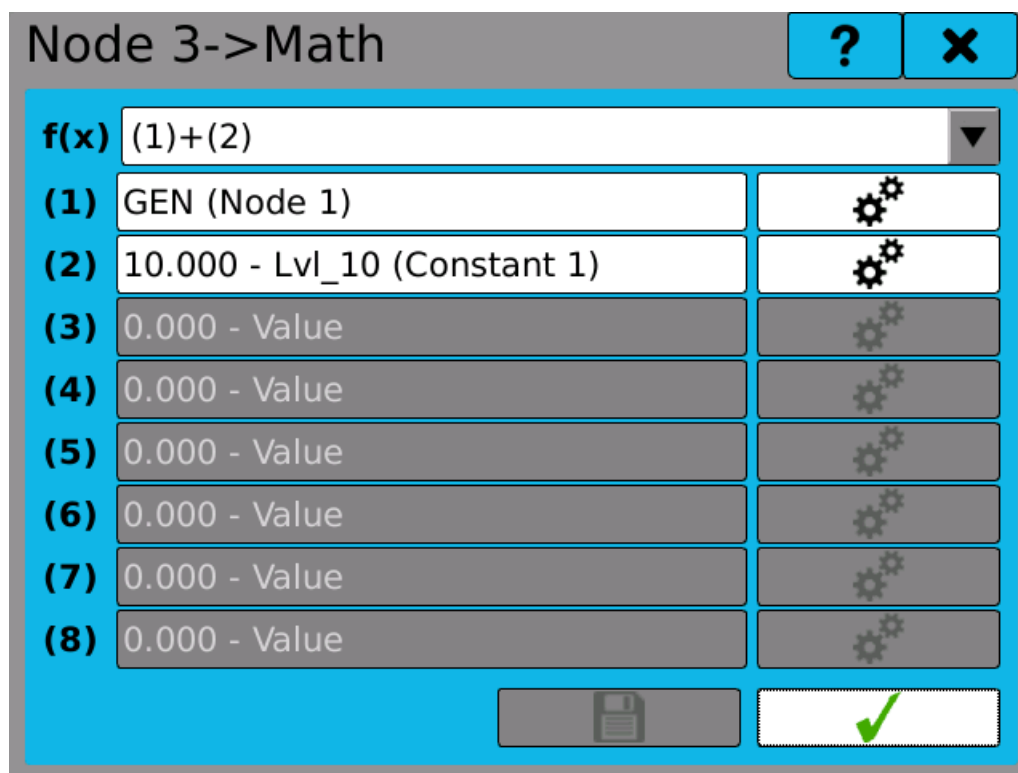 Node 3->Math ?
f(x) (1)+(2)
(1) GEN (Node 1)
(2) 10.000 - Lvl_10 (Constant 1)
(3) 0.000 - Value
(4) 0.000 - Value
(5) 0.000 - Value
(6) 0.000 - Value
(7) 0.000 - Value
(8) 0.000 - Value